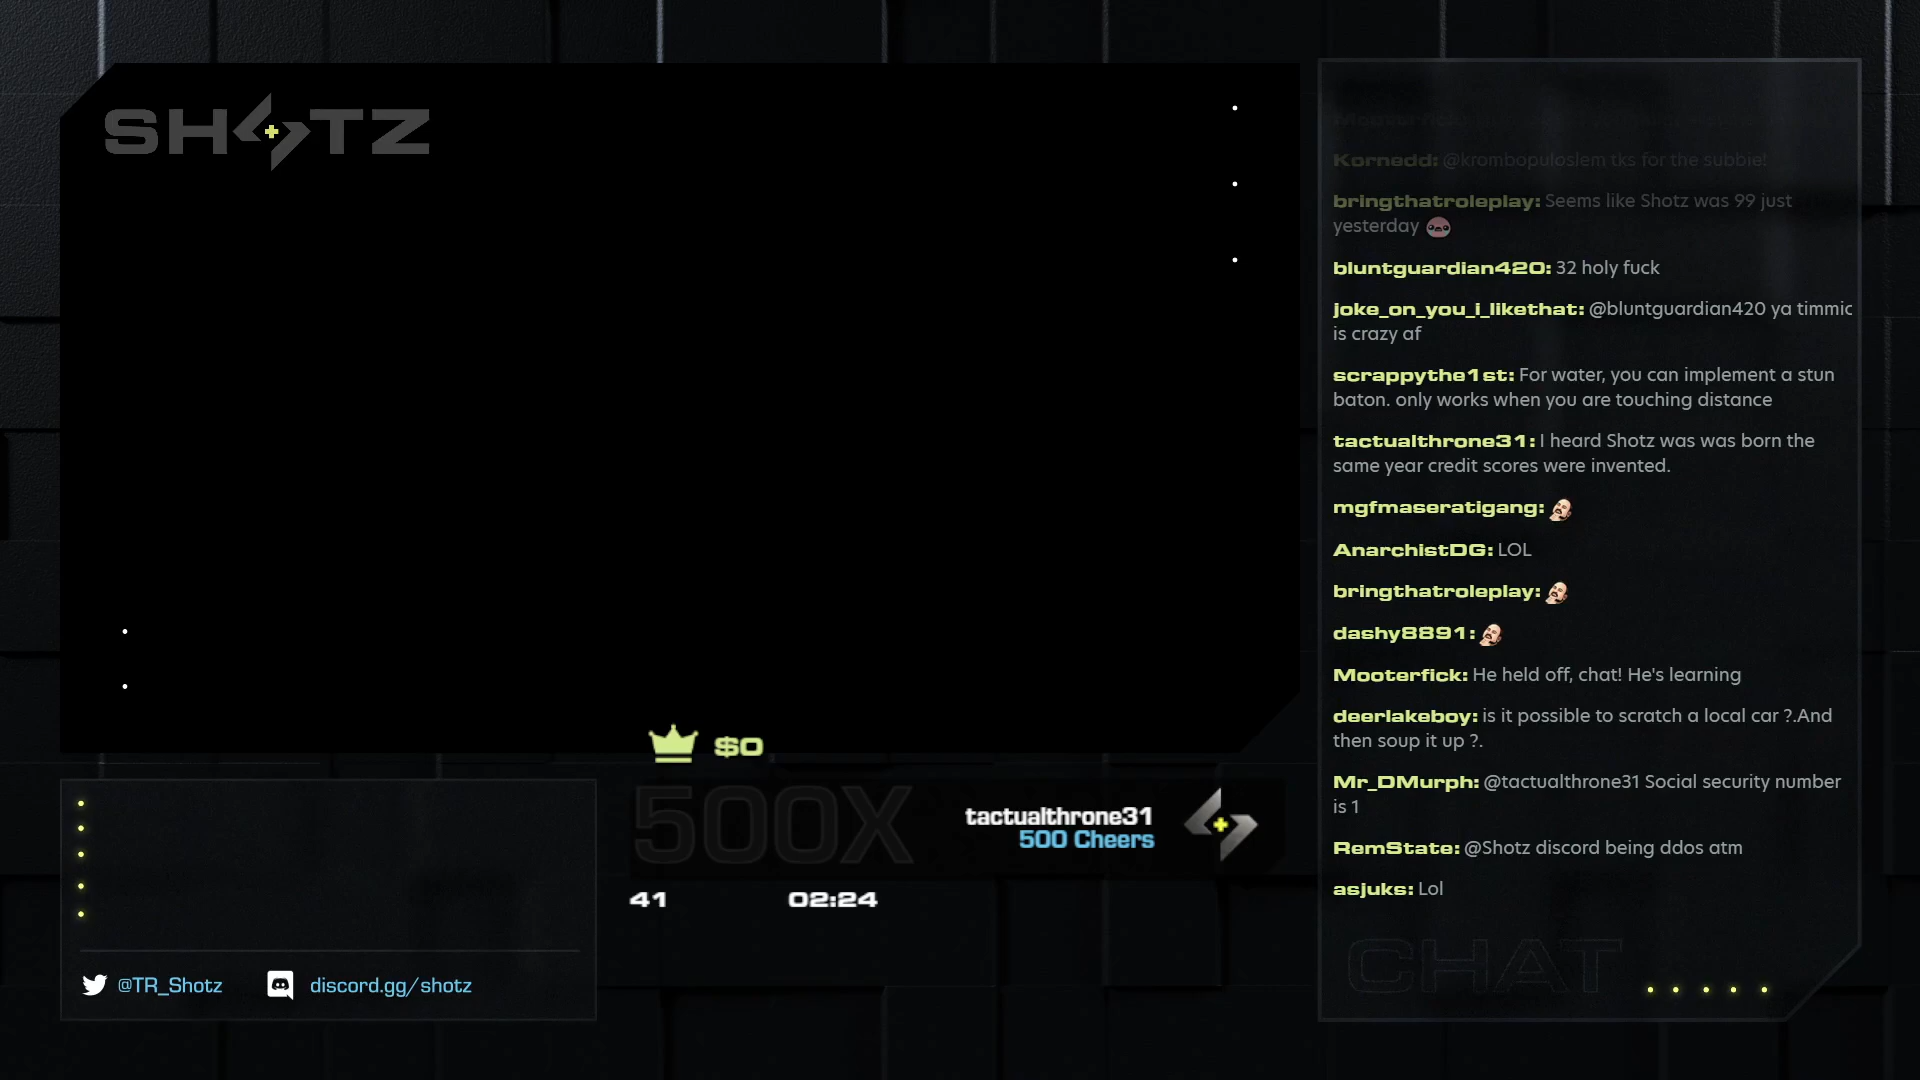 SHOTZ
Kornedd: @krombopuloslem tks for the subbie!
bringthatroleplay: Seems like Shotz was 99 just
yesterday
bluntguardian420: 32 holy fuck
joke_on_you_i_likethat: @bluntguardian420 ya timmic
is crazy af
scrappythe1st: For water, you can implement a stun
baton. only works when you are touching distance
tactualthrone31: I heard Shotz was was born the
same year credit scores were invented.
mgfmaseratigang:
AnarchistDG: LOL
bringthatroleplay:
dashy8891:
Mooterfick: He held off, chat! He's learning
deerlakeboy: is it possible to scratch a local car ?.And
then soup it up ?.
Mr_DMurph: @tactualthrone31 Social security number
is 1
RemState: @Shotz discord being ddos atm
asjuks: Lol
CHAT
$0
500X
tactualthrone31
500 Cheers
41
02:24
@TR_Shotz
discord.gg/shotz